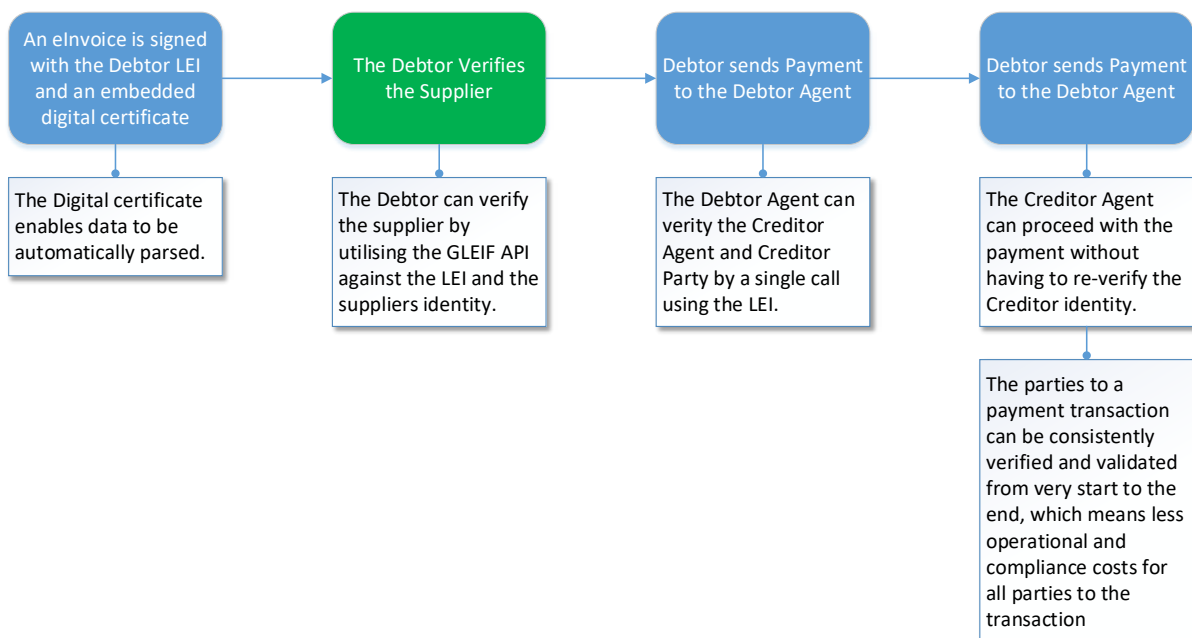 An eInvoice is signed
with the Debtor LEI
and an embedded
digital certificate
The Debtor Verifies
the Supplier
Debtor sends Payment
to the Debtor Agent
Debtor sends Payment
to the Debtor Agent
The Digital certificate
enables data to be
automatically parsed.
The Debtor can verify
the supplier by
utilising the GLEIF API
against the LEI and the
suppliers identity.
The Debtor Agent can
verity the Creditor
Agent and Creditor
Party by a single call
using the LEI.
The Creditor Agent
can proceed with the
payment without
having to re-verify the
Creditor identity.
The parties to a
payment transaction
can be consistently
verified and validated
from very start to the
end, which means less
operational and
compliance costs for
all parties to the
transaction